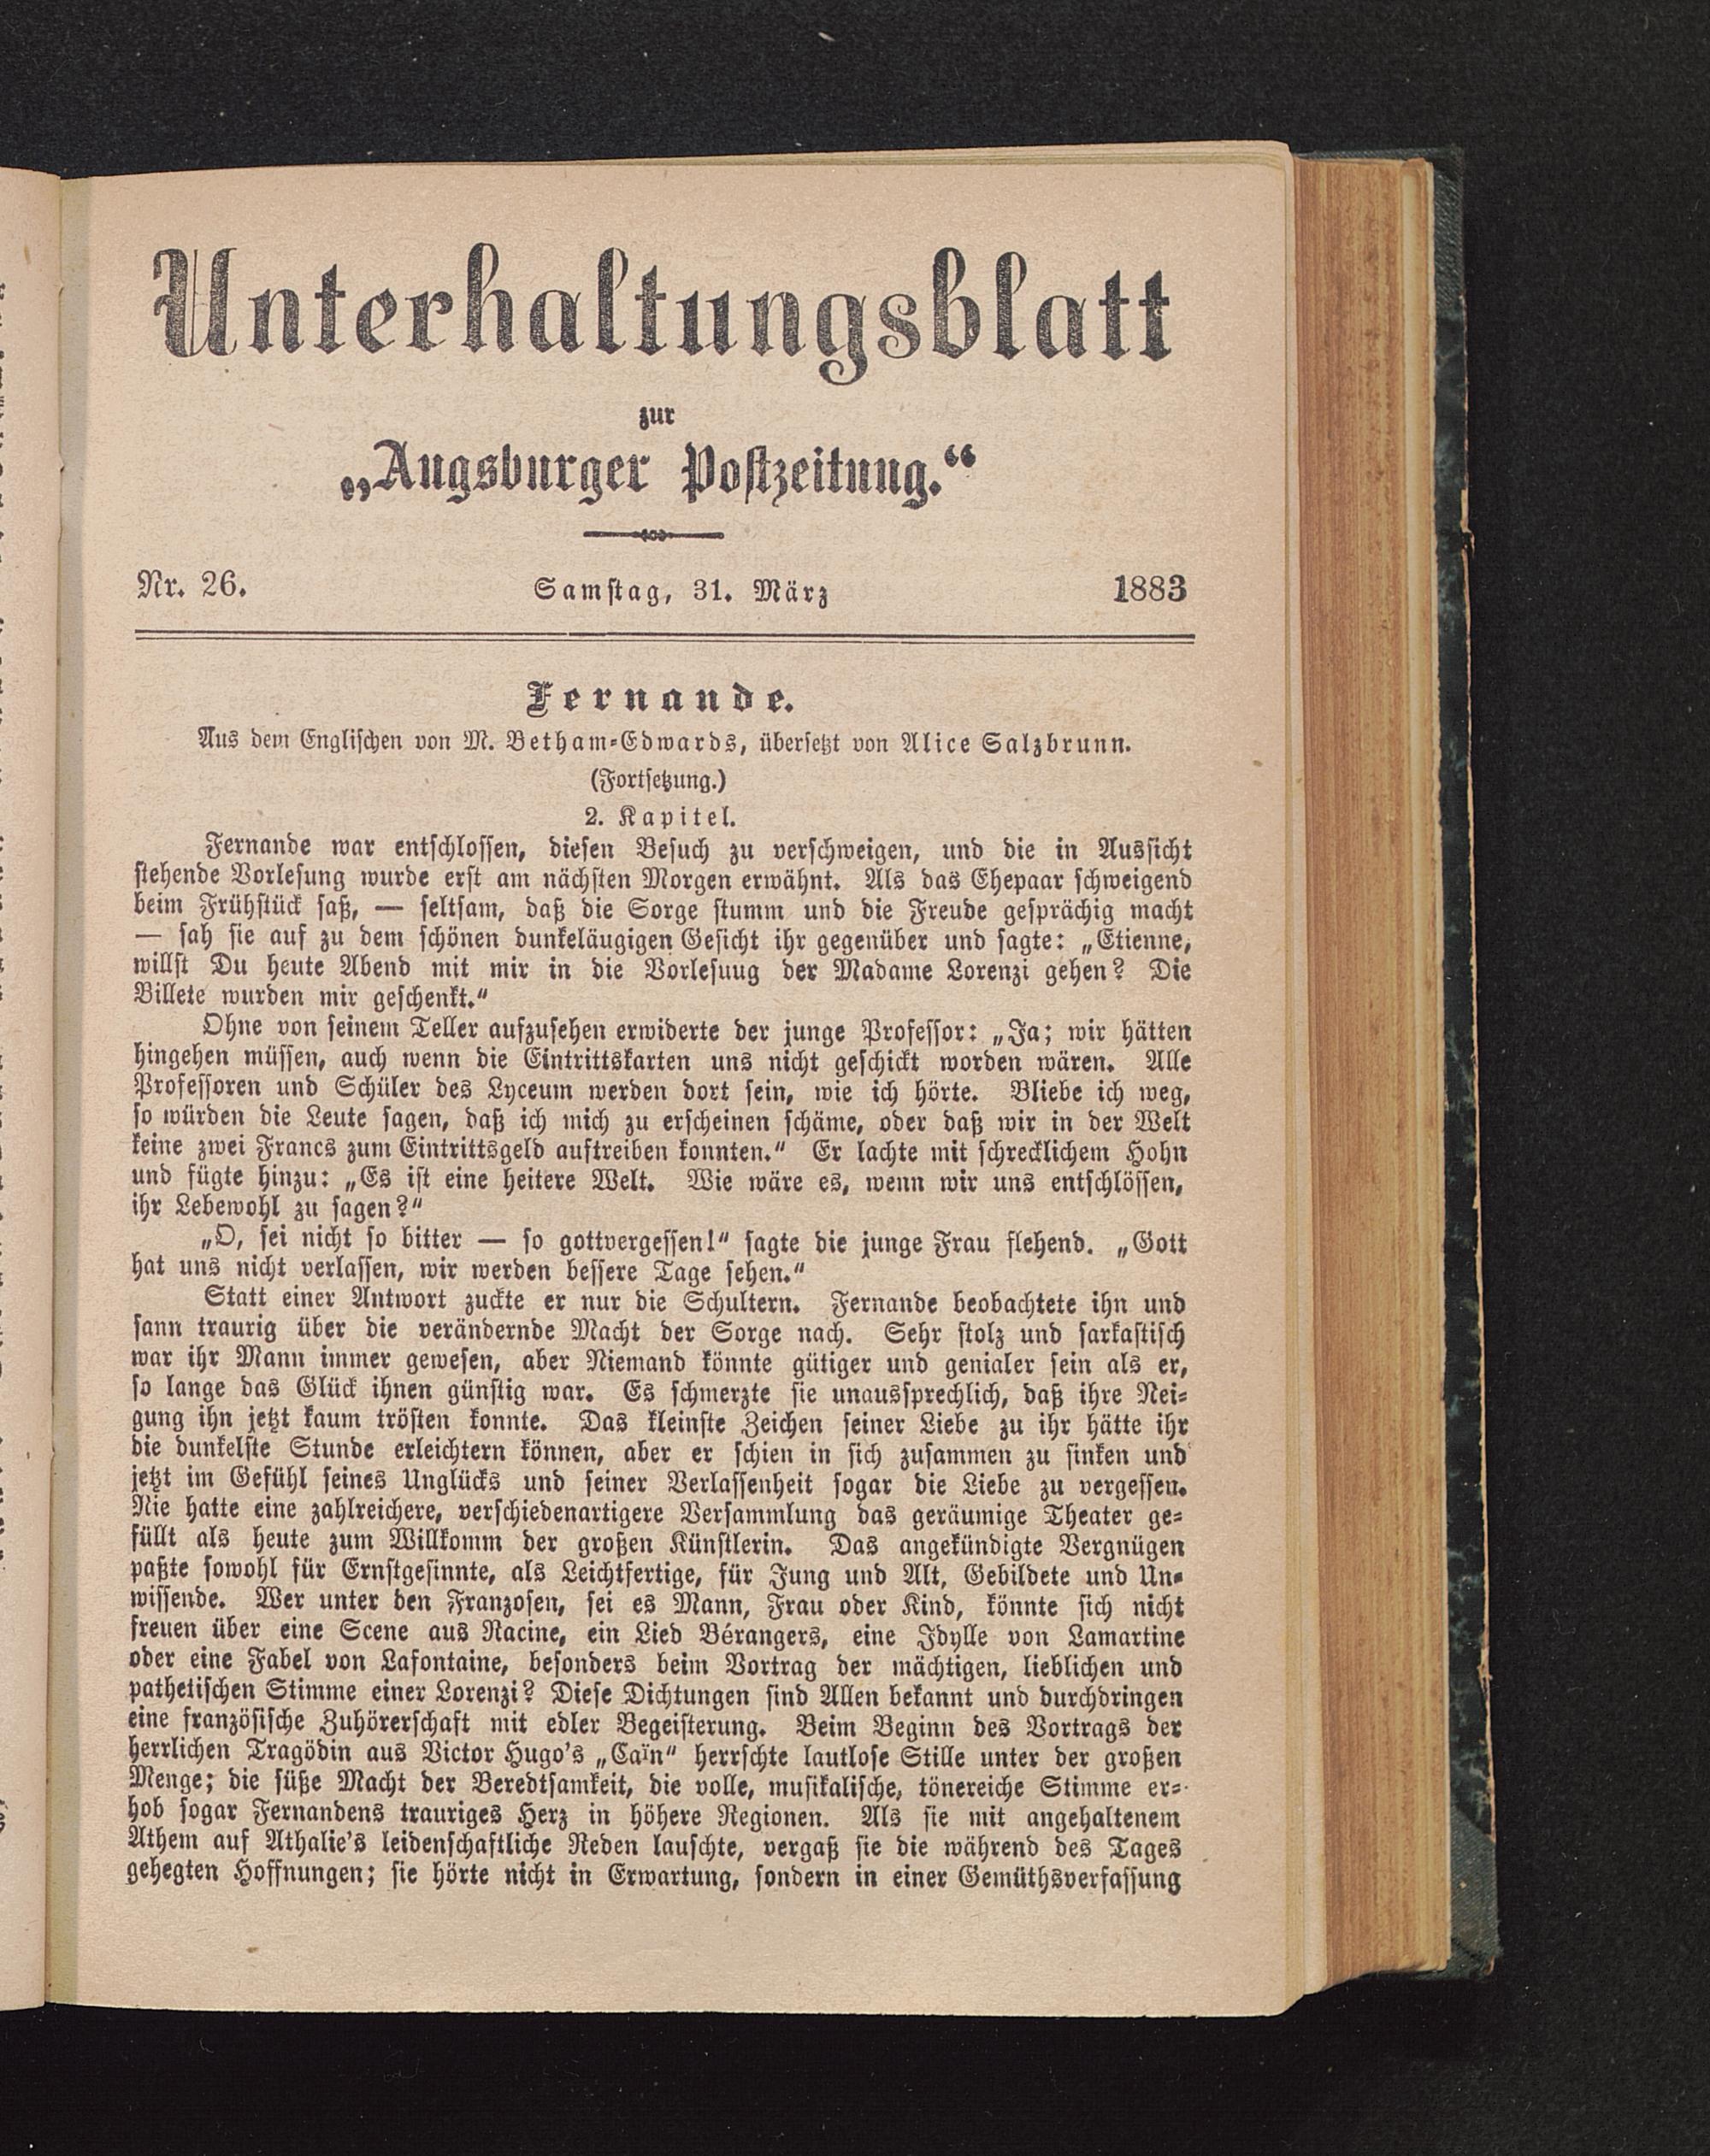 Unterhaltungsblatt
zur
„Augsburger Postzeitung.“
Nr. 26.
Samstag, 31. März
1883
Fernande.
Aus dem Englischen von M. Betham-Edwards, übersetzt von Alice Salzbrunn.
(Fortsetzung.)
2. Kapitel.
Fernande war entschlossen, diesen Besuch zu verschweigen, und die in Aussicht
stehende Vorlesung wurde erst am nächsten Morgen erwähnt. Als das Ehepaar schweigend
beim Frühstück saß, — seltsam, daß die Sorge stumm und die Freude gesprächig macht
— sah sie auf zu dem schönen dunkeläugigen Gesicht ihr gegenüber und sagte: „Etienne,
willst Du heute Abend mit mir in die Vorlesuug der Madame Lorenzi gehen? Die
Billete wurden mir geschenkt.“
Ohne von seinem Teller aufzusehen erwiderte der junge Professor: „Ja; wir hätten
hingehen müssen, auch wenn die Eintrittskarten uns nicht geschickt worden wären. Alle
Professoren und Schüler des Lyceum werden dort sein, wie ich hörte. Bliebe ich weg,
so würden die Leute sagen, daß ich mich zu erscheinen schäme, oder daß wir in der Welt
keine zwei Francs zum Eintrittsgeld auftreiben konnten.“ Er lachte mit schrecklichem Hohn
und fügte hinzu: „Es ist eine heitere Welt. Wie wäre es, wenn wir uns entschlössen,
ihr Lebewohl zu sagen?“
„O, sei nicht so bitter — so gottvergessen!“ sagte die junge Frau flehend. „Gott
hat uns nicht verlassen, wir werden bessere Tage sehen.“
Statt einer Antwort zuckte er nur die Schultern. Fernande beobachtete ihn und
sann traurig über die verändernde Macht der Sorge nach. Sehr stolz und sarkastisch
war ihr Mann immer gewesen, aber Niemand könnte gütiger und genialer sein als er,
so lange das Glück ihnen günstig war. Es schmerzte sie unaussprechlich, daß ihre Nei-
gung ihn jetzt kaum trösten konnte. Das kleinste Zeichen seiner Liebe zu ihr hätte ihr
die dunkelste Stunde erleichtern können, aber er schien in sich zusammen zu sinken und
jetzt im Gefühl seines Unglücks und seiner Verlassenheit sogar die Liebe zu vergessen.
Nie hatte eine zahlreichere, verschiedenartigere Versammlung das geräumige Theater ge-
füllt als heute zum Willkomm der großen Künstlerin. Das angekündigte Vergnügen
paßte sowohl für Ernstgesinnte, als Leichtfertige, für Jung und Alt, Gebildete und Un-
wissende. Wer unter den Franzosen, sei es Mann, Frau oder Kind, könnte sich nicht
freuen über eine Scene aus Racine, ein Lied Bérangers, eine Idylle von Lamartine
oder eine Fabel von Lafontaine, besonders beim Vortrag der mächtigen, lieblichen und
pathetischen Stimme einer Lorenzi? Diese Dichtungen sind Allen bekannt und durchdringen
eine französische Zuhörerschaft mit edler Begeisterung. Beim Beginn des Vortrags der
herrlichen Tragödin aus Victor Hugo's „Caïn“ herrschte lautlose Stille unter der großen
Menge; die süße Macht der Beredtsamkeit, die volle, musikalische, tönereiche Stimme er-
hob sogar Fernandens trauriges Herz in höhere Regionen. Als sie mit angehaltenem
Athem auf Athalie's leidenschaftliche Reden lauschte, vergaß sie die während des Tages
gehegten Hoffnungen; sie hörte nicht in Erwartung, sondern in einer Gemüthsverfassung